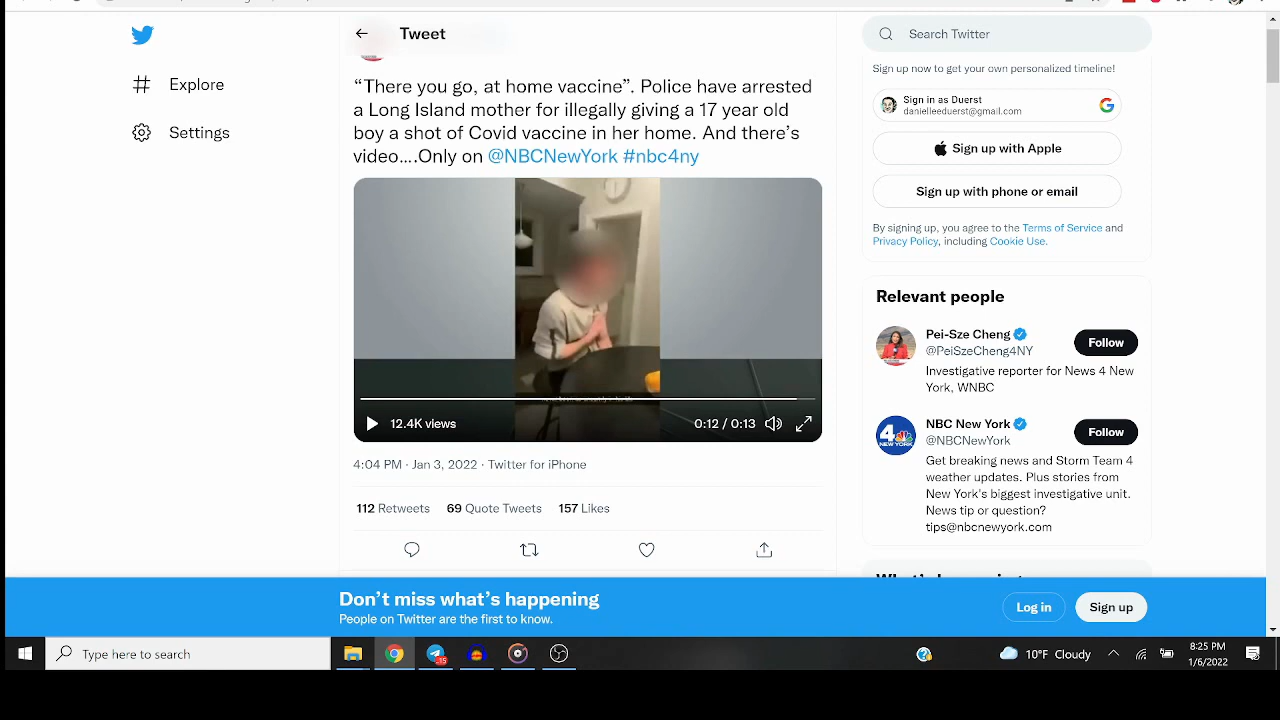 Tweet
Search Twitter
Explore
Settings
“There you go, at home vaccine”. Police have arrested
a Long Island mother for illegally giving a 17 year old
boy a shot of Covid vaccine in her home. And there’s
video....Only on @NBCNewYork #nbc4ny
12.4K views
0:12 / 0:13
4:04 PM · Jan 3, 2022 · Twitter for iPhone
112 Retweets 69 Quote Tweets 157 Likes
Sign up now to get your own personalized timeline!
Sign in as Duerst
danielleeduerst@gmail.com
Sign up with Apple
Sign up with phone or email
By signing up, you agree to the Terms of Service and
Privacy Policy, including Cookie Use.
Relevant people
Pei-Sze Cheng
@PeiSzeCheng4NY
Follow
Investigative reporter for News 4 New
York, WNBC
4
NEW YORK
NBC New York
@NBCNewYork
Follow
Get breaking news and Storm Team 4
weather updates. Plus stories from
New York's biggest investigative unit.
News tip or question?
tips@nbcnewyork.com
Don’t miss what’s happening
People on Twitter are the first to know.
Log in
Sign up
Type here to search
15
10°F Cloudy
8:25 PM
1/6/2022